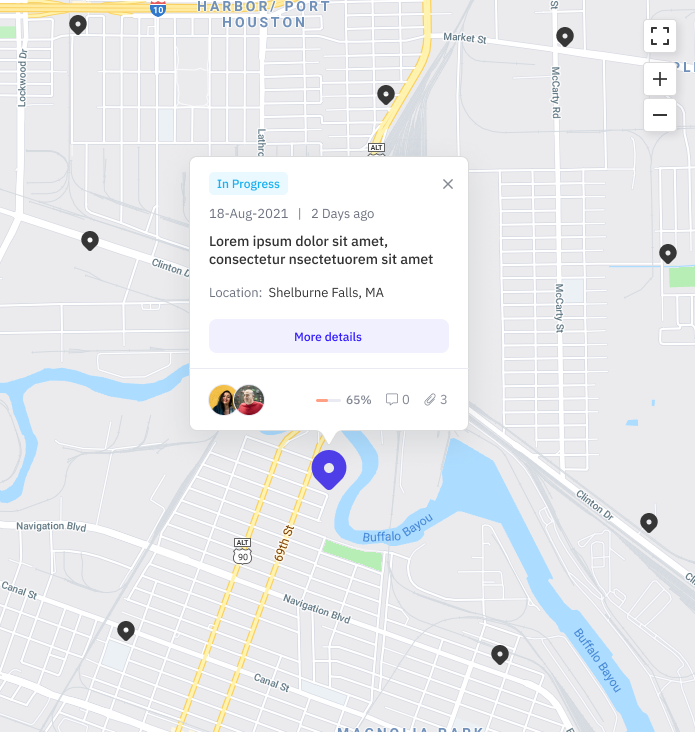 HARBOR/ PORT
HOUSTON
10
Market St
Lockwood Dr
McCarty Rd
ALT
In Progress
18-Aug-2021 | 2 Days ago
Lorem ipsum dolor sit amet,
consectetur nsectetuorem sit amet
Location: Shelburne Falls, MA
More details
65% 0 3
Clinton Dr
McCarty St
Clinton Dr
Buffalo Bayou
Navigation Blvd
ALT
90
69th St
Navigation Blvd
Canal St
Canal St
Buffalo Bayou
MAGNOLIA PARK